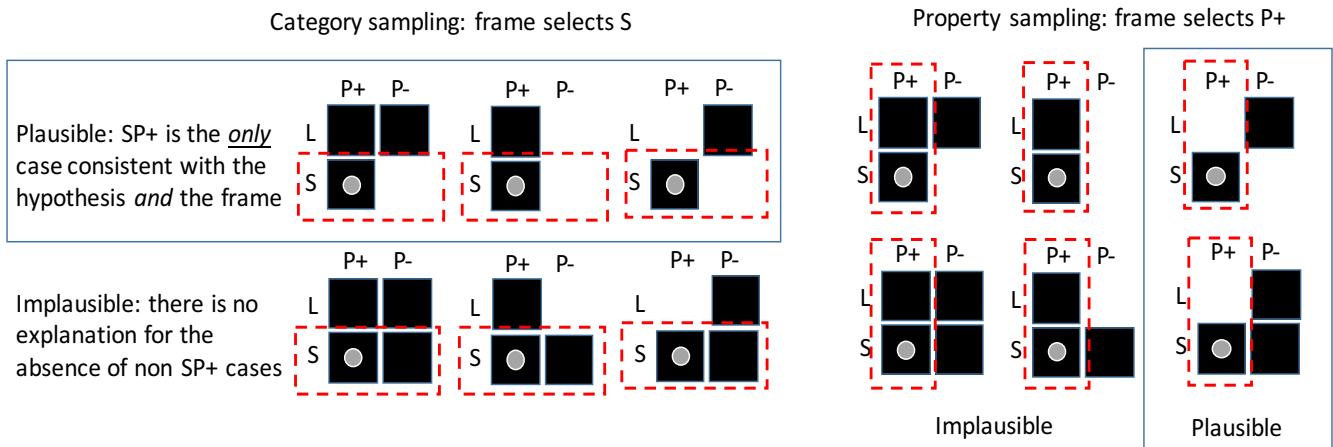 Category sampling: frame selects S
P+ P-
L
S
P+ P-
L
S
P+ P-
L
S
Plausible: SP+ is the only
case consistent with the
hypothesis and the frame
P+ P-
L
S
P+ P-
L
S
P+ P-
L
S
Implausible: there is no
explanation for the
absence of non SP+ cases
Property sampling: frame selects P+
P+ P-
L
S
P+ P-
L
S
P+ P-
L
S
P+ P-
L
S
P+ P-
L
S
P+ P-
L
S
Implausible
Plausible